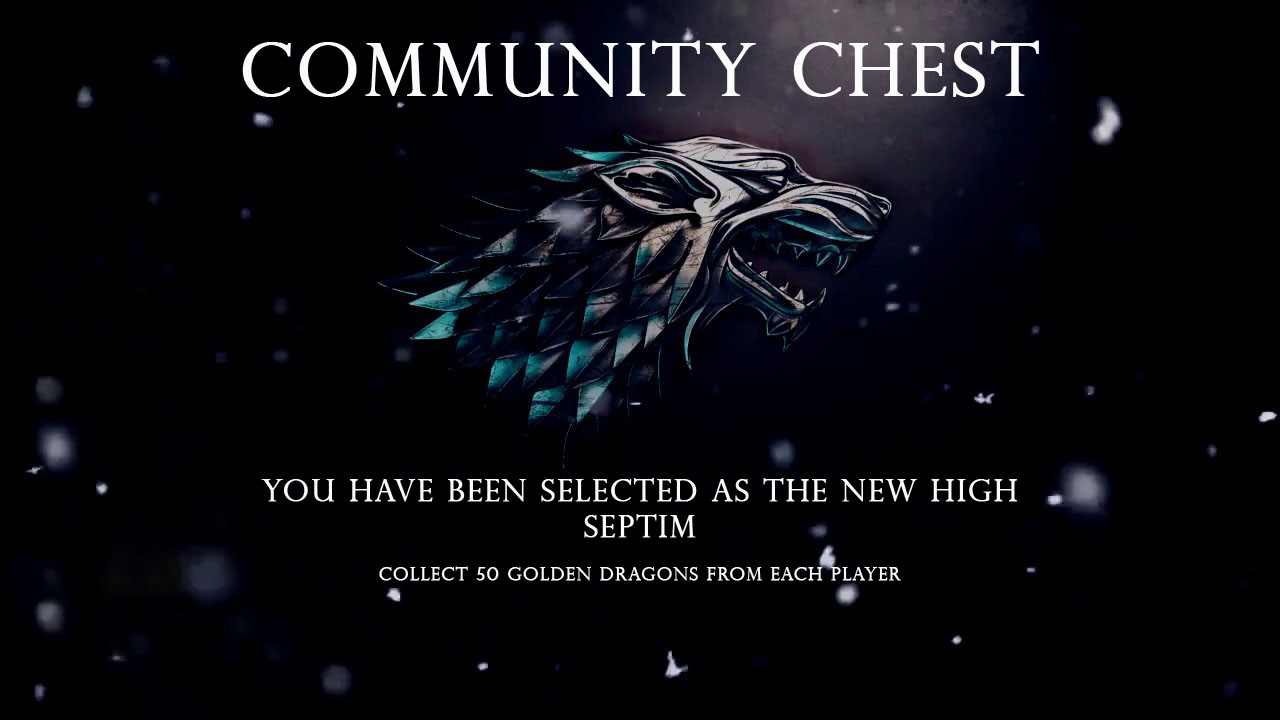 COMMUNITY CHEST
YOU HAVE BEEN SELECTED AS THE NEW HIGH
SEPTIM
COLLECT 50 GOLDEN DRAGONS FROM EACH PLAYER